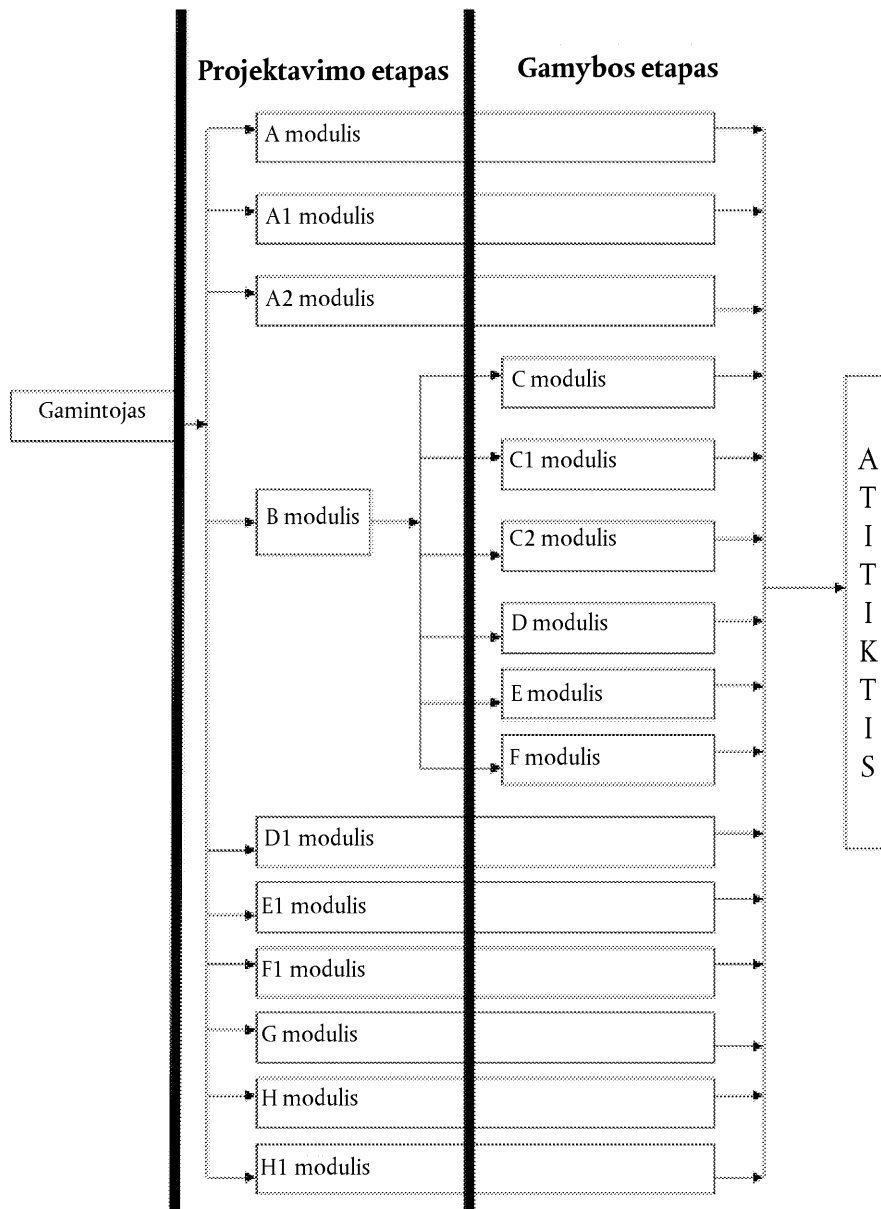 Projektavimo etapas
Gamybos etapas
A modulis
A1 modulis
A2 modulis
Gamintojas
B modulis
C modulis
C1 modulis
C2 modulis
D modulis
E modulis
F modulis
D1 modulis
E1 modulis
F1 modulis
G modulis
H modulis
H1 modulis
A
T
I
T
I
K
T
I
S